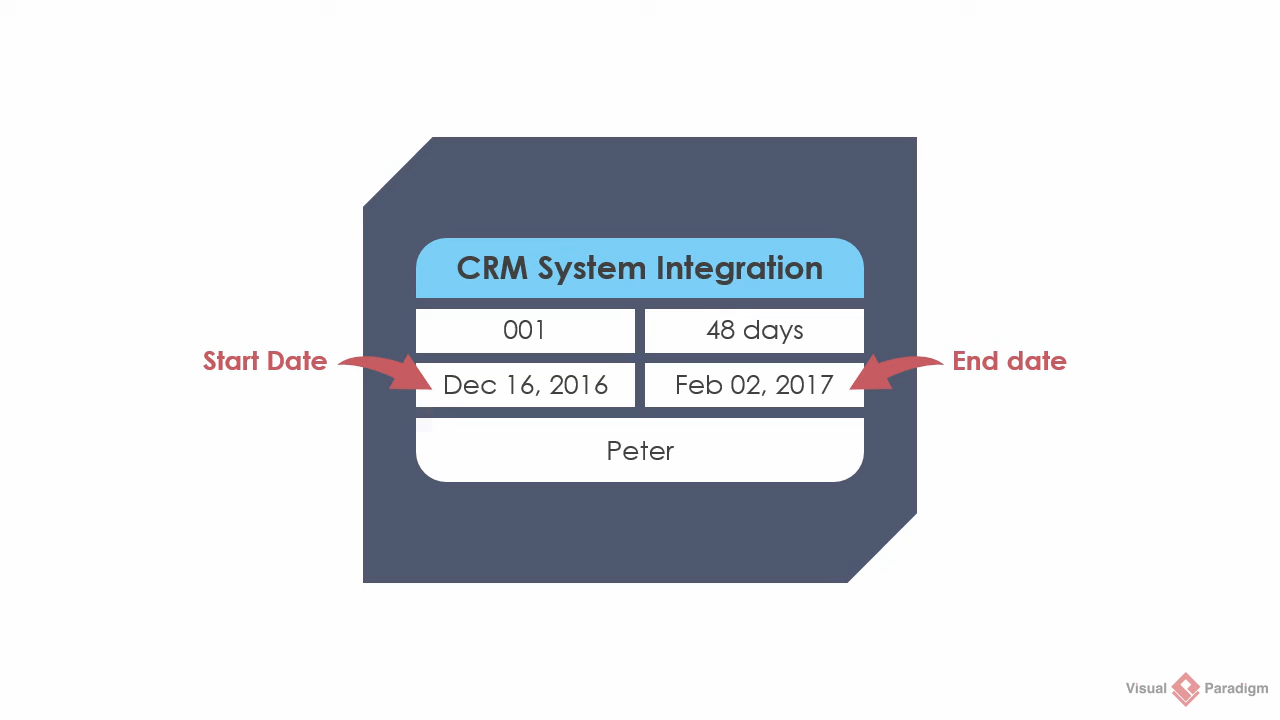 CRM System Integration
001
48 days
Start Date
End date
Dec 16, 2016
Feb 02, 2017
Peter
Visual Paradigm